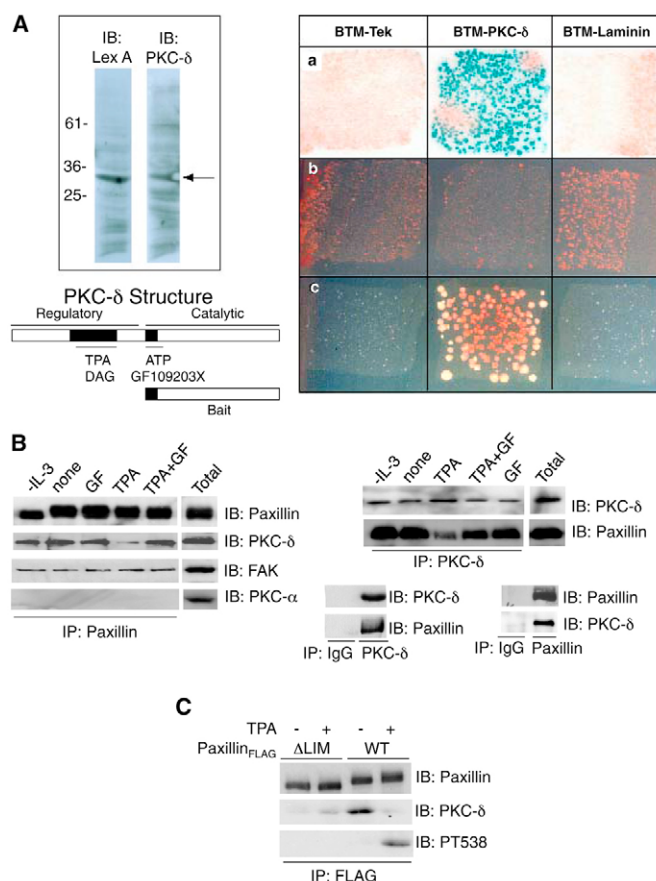 A
IB:
Lex A
IB:
PKC-δ
61-
36-
25-
PKC-δ Structure
Regulatory
Catalytic
TPA
DAG
ATP
GF109203X
Bait
BTM-Tek
BTM-PKC-δ
BTM-Laminin
a
b
c
B
-IL-3
none
GF
TPA
TPA+GF
Total
IB: Paxillin
IB: PKC-δ
IB: FAK
IB: PKC-α
IP: Paxillin
-IL-3
none
TPA
TPA+GF
GF
Total
IB: PKC-δ
IB: Paxillin
IP: PKC-δ
IB: PKC-δ
IB: Paxillin
IP: IgG PKC-δ
IB: Paxillin
IB: PKC-δ
IP: IgG Paxillin
C
TPA - + - +
PaxillinFLAG ΔLIM WT
IB: Paxillin
IB: PKC-δ
IB: PT538
IP: FLAG